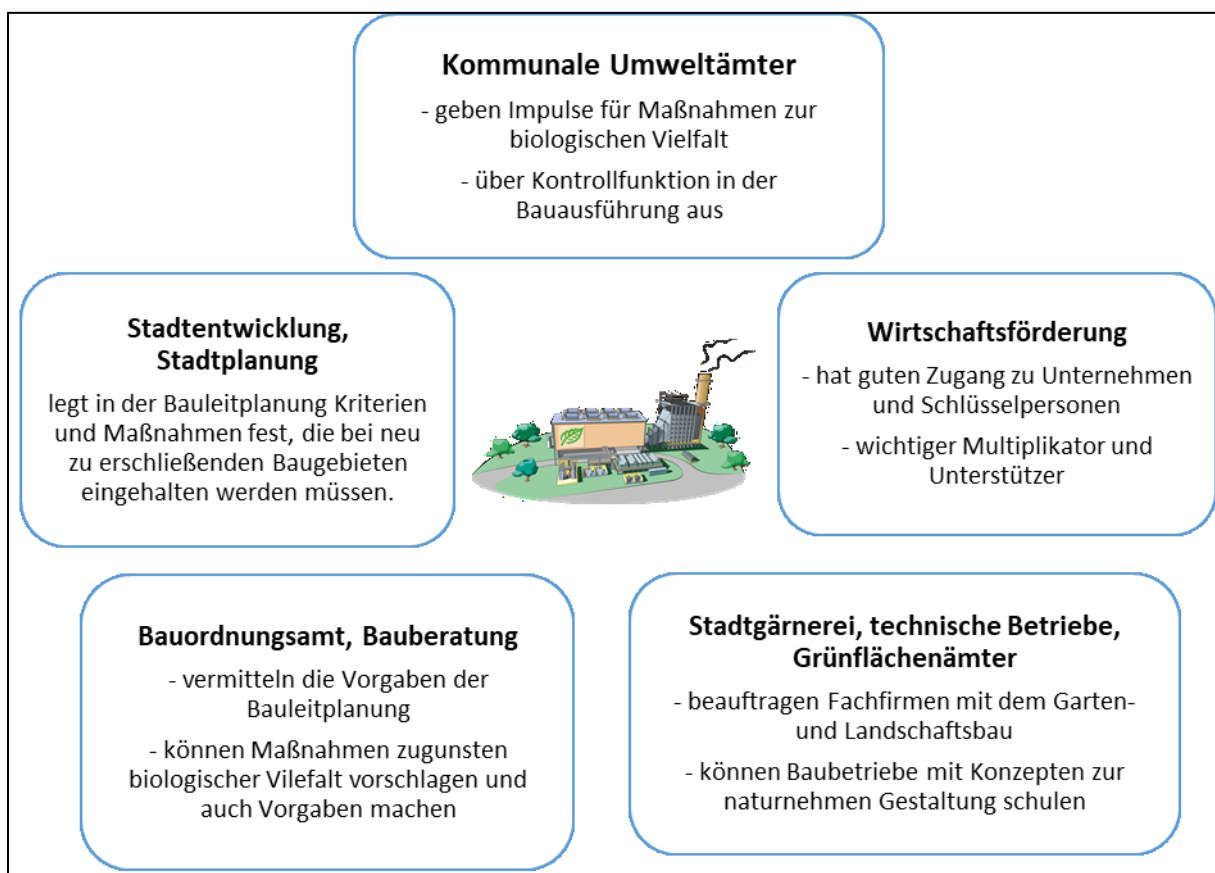 Kommunale Umweltämter
- geben Impulse für Maßnahmen zur
biologischen Vielfalt
- über Kontrollfunktion in der
Bauausführung aus
Stadtentwicklung,
Stadtplanung
legt in der Bauleitplanung Kriterien
und Maßnahmen fest, die bei neu
zu erschließenden Baugebieten
eingehalten werden müssen.
Wirtschaftsförderung
- hat guten Zugang zu Unternehmen
und Schlüsselpersonen
- wichtiger Multiplikator und
Unterstützer
Bauordnungsamt, Bauberatung
- vermitteln die Vorgaben der
Bauleitplanung
- können Maßnahmen zugunsten
biologischer Vilefalt vorschlagen und
auch Vorgaben machen
Stadtgärnerei, technische Betriebe,
Grünflächenämter
- beauftragen Fachfirmen mit dem Garten-
und Landschaftsbau
- können Baubetriebe mit Konzepten zur
naturnehmen Gestaltung schulen